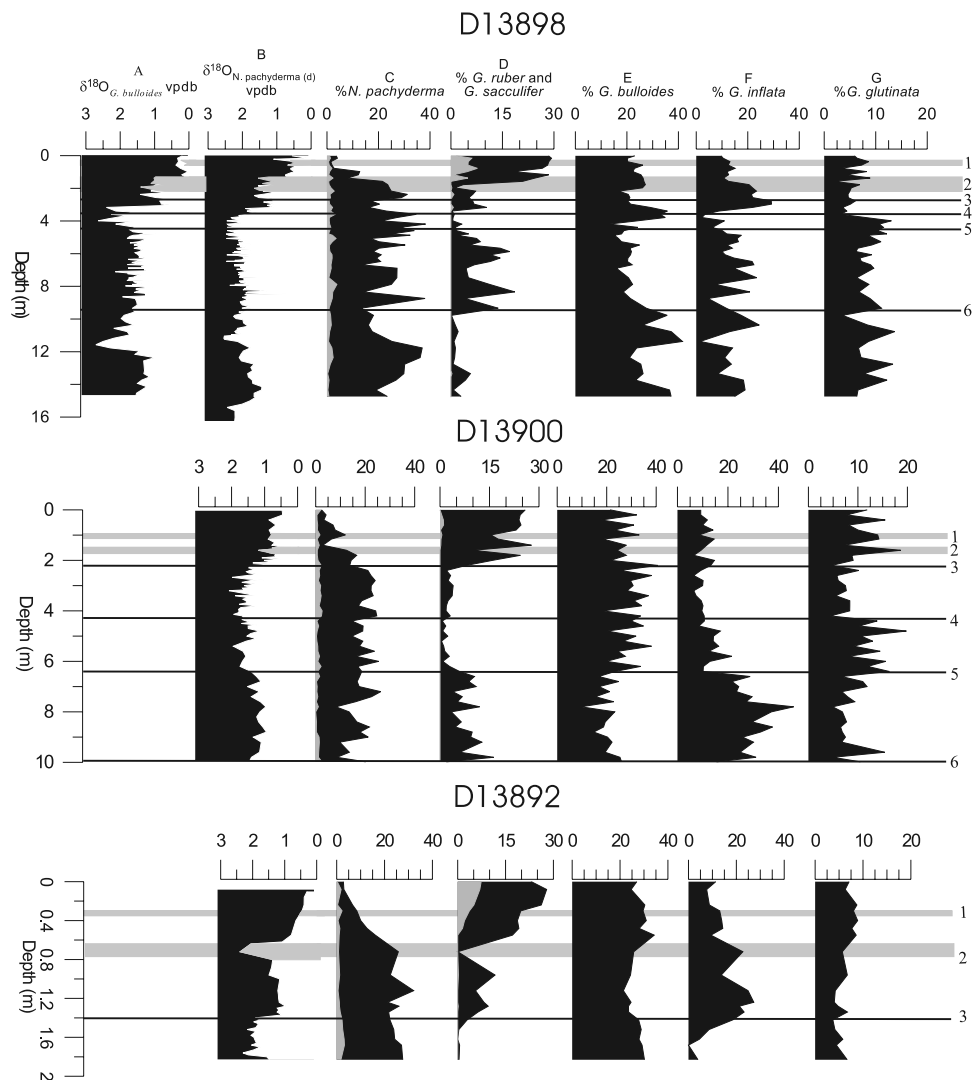 D13898
A
δ18O G. bulloides vpdb
B
δ18O N. pachyderma (d)
vpdb
C
%N. pachyderma
D
% G. ruber and
G. sacculifer
E
% G. bulloides
F
% G. inflata
G
%G. glutinata
3 2 1 0 3 2 1 0 0 20 40 0 15 30 0 20 40 0 20 40 0 10 20
0
4
8
12
16
Depth (m)
1
2
3
4
5
6
D13900
3 2 1 0 0 20 40 0 15 30 0 20 40 0 20 40 0 10 20
0
2
4
6
8
10
Depth (m)
1
2
3
4
5
6
D13892
3 2 1 0 0 20 40 0 15 30 0 20 40 0 20 40 0 10 20
0
0.4
0.8
1.2
1.6
2
Depth (m)
1
2
3